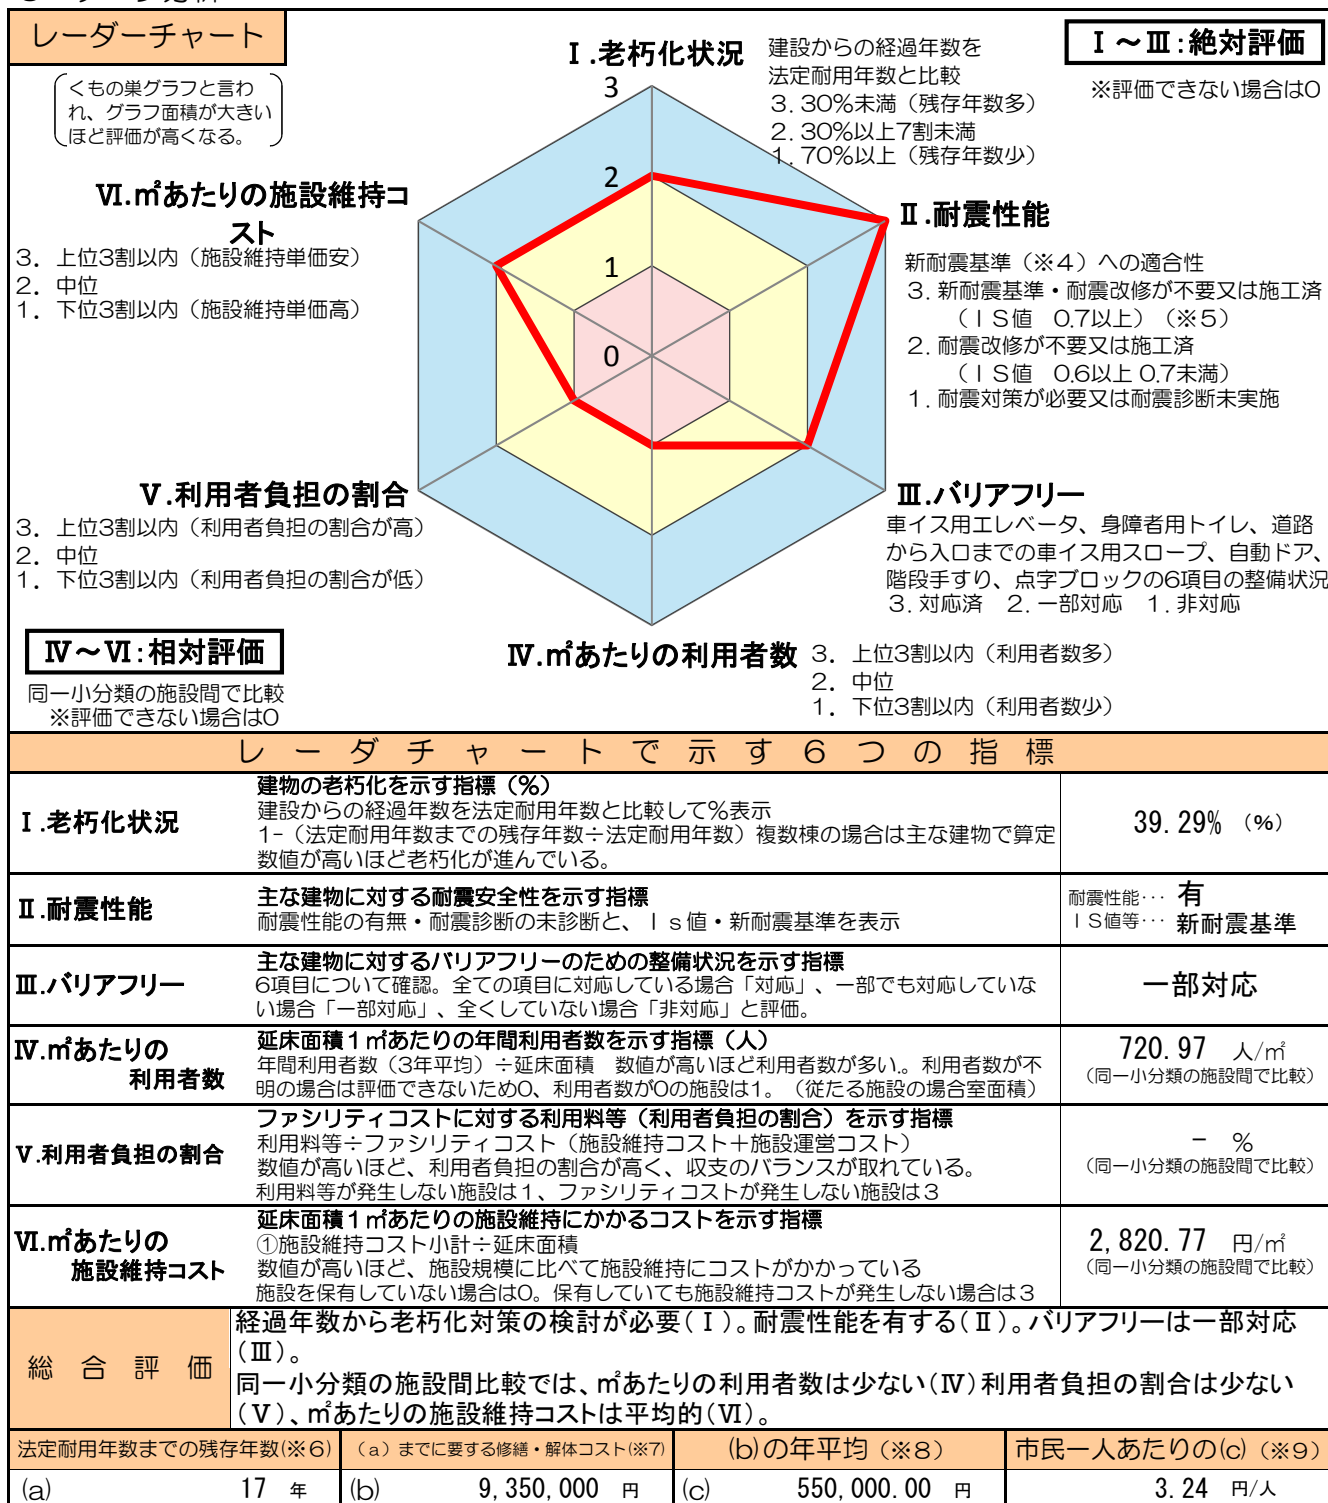 レーダーチャート
くもの巣グラフと言わ
れ、グラフ面積が大きい
ほど評価が高くなる。
Ⅰ.老朽化状況
建設からの経過年数を
法定耐用年数と比較
3.30%未満（残存年数多）
2.30%以上7割未満
1.70%以上（残存年数少）
Ⅰ～Ⅲ:絶対評価
※評価できない場合は0
3
2
1
0
Ⅱ.耐震性能
新耐震基準（※4）への適合性
3.新耐震基準・耐震改修が不要又は施工済
（ＩＳ値　0.7以上）（※5）
2.耐震改修が不要又は施工済
（ＩＳ値　0.6以上 0.7未満）
1.耐震対策が必要又は耐震診断未実施
Ⅲ.バリアフリー
車イス用エレベータ、身障者用トイレ、道路
から入口までの車イス用スロープ、自動ドア、
階段手すり、点字ブロックの6項目の整備状況
3.対応済　2.一部対応　1.非対応
Ⅳ.㎡あたりの利用者数
3．上位3割以内（利用者数多）
2．中位
1．下位3割以内（利用者数少）
Ⅴ.利用者負担の割合
3．上位3割以内（利用者負担の割合が高）
2．中位
1．下位3割以内（利用者負担の割合が低）
Ⅵ.㎡あたりの施設維持コ
スト
3．上位3割以内（施設維持単価安）
2．中位
1．下位3割以内（施設維持単価高）
Ⅳ～Ⅵ:相対評価
同一小分類の施設間で比較
※評価できない場合は0
レーダチャートで示す６つの指標
Ⅰ.老朽化状況
建物の老朽化を示す指標（%）
建設からの経過年数を法定耐用年数と比較して%表示
1-（法定耐用年数までの残存年数÷法定耐用年数）複数棟の場合は主な建物で算定
数値が高いほど老朽化が進んでいる。
39.29% （%）
Ⅱ.耐震性能
主な建物に対する耐震安全性を示す指標
耐震性能の有無・耐震診断の未診断と、Ｉｓ値・新耐震基準を表示
耐震性能･･･ 有
ＩＳ値等･･･ 新耐震基準
Ⅲ.バリアフリー
主な建物に対するバリアフリーのための整備状況を示す指標
6項目について確認。全ての項目に対応している場合「対応」、一部でも対応していな
い場合「一部対応」、全くしていない場合「非対応」と評価。
一部対応
Ⅳ.㎡あたりの
利用者数
延床面積１㎡あたりの年間利用者数を示す指標（人）
年間利用者数（3年平均）÷延床面積　数値が高いほど利用者数が多い。利用者数が不
明の場合は評価できないため0、利用者数が0の施設は1。（従たる施設の場合室面積）
720.97 人/㎡
（同一小分類の施設間で比較）
Ⅴ.利用者負担の割合
ファシリティコストに対する利用料等（利用者負担の割合）を示す指標
利用料等÷ファシリティコスト（施設維持コスト＋施設運営コスト）
数値が高いほど、利用者負担の割合が高く、収支のバランスが取れている。
利用料等が発生しない施設は１、ファシリティコストが発生しない施設は３
- %
（同一小分類の施設間で比較）
Ⅵ.㎡あたりの
施設維持コスト
延床面積１㎡あたりの施設維持にかかるコストを示す指標
①施設維持コスト小計÷延床面積
数値が高いほど、施設規模に比べて施設維持にコストがかかっている
施設を保有していない場合は0。保有していても施設維持コストが発生しない場合は３
2,820.77 円/㎡
（同一小分類の施設間で比較）
総合評価
経過年数から老朽化対策の検討が必要(Ⅰ)。耐震性能を有する(Ⅱ)。バリアフリーは一部対応
(Ⅲ)。
同一小分類の施設間比較では、㎡あたりの利用者数は少ない(Ⅳ)利用者負担の割合は少ない
(Ⅴ)、㎡あたりの施設維持コストは平均的(Ⅵ)。
法定耐用年数までの残存年数(※6)
（a）までに要する修繕・解体コスト(※7)
(b)の年平均（※8）
市民一人あたりの(c)（※9）
(a) 17 年
(b) 9,350,000 円
(c) 550,000.00 円
3.24 円/人